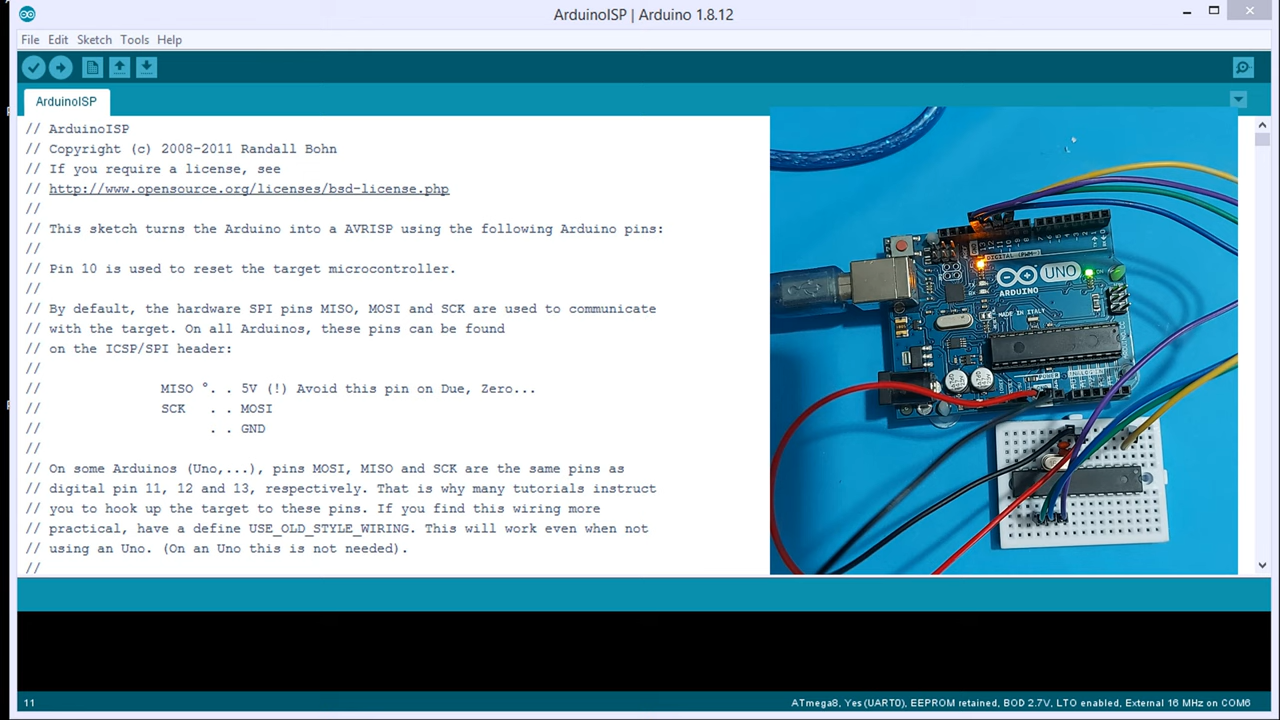 ArduinoISP | Arduino 1.8.12
File Edit Sketch Tools Help
ArduinoISP
// ArduinoISP
// Copyright (c) 2008-2011 Randall Bohn
// If you require a license, see
// http://www.opensource.org/licenses/bsd-license.php
//
// This sketch turns the Arduino into a AVRISP using the following Arduino pins:
//
// Pin 10 is used to reset the target microcontroller.
//
// By default, the hardware SPI pins MISO, MOSI and SCK are used to communicate
// with the target. On all Arduinos, these pins can be found
// on the ICSP/SPI header:
//
// MISO °. . 5V (!) Avoid this pin on Due, Zero...
// SCK . . MOSI
// . . GND
//
// On some Arduinos (Uno,...), pins MOSI, MISO and SCK are the same pins as
// digital pin 11, 12 and 13, respectively. That is why many tutorials instruct
// you to hook up the target to these pins. If you find this wiring more
// practical, have a define USE_OLD_STYLE_WIRING. This will work even when not
// using an Uno. (On an Uno this is not needed).
//
DIGITAL
UNO
ARDUINO
MADE IN ITALY
11
ATmega8, Yes (UART0), EEPROM retained, BOD 2.7V, LTO enabled, External 16 MHz on COM6